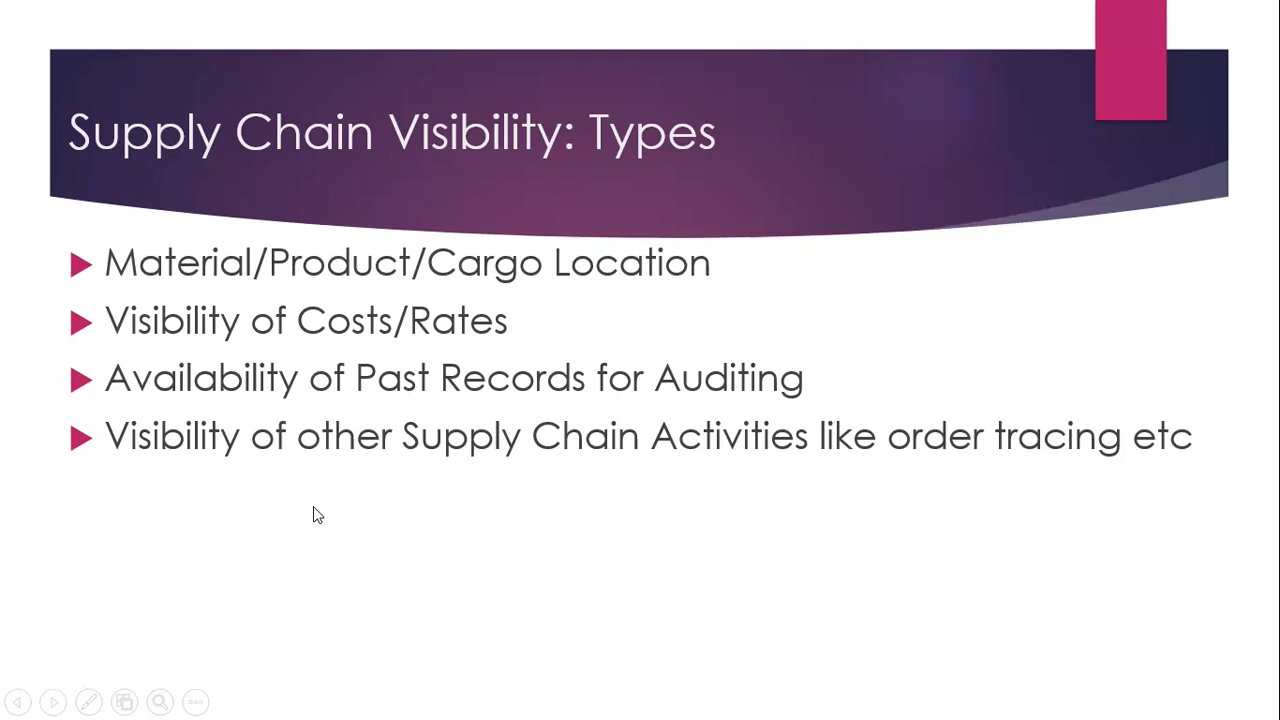 Supply Chain Visibility: Types
Material/Product/Cargo Location
Visibility of Costs/Rates
Availability of Past Records for Auditing
Visibility of other Supply Chain Activities like order tracing etc